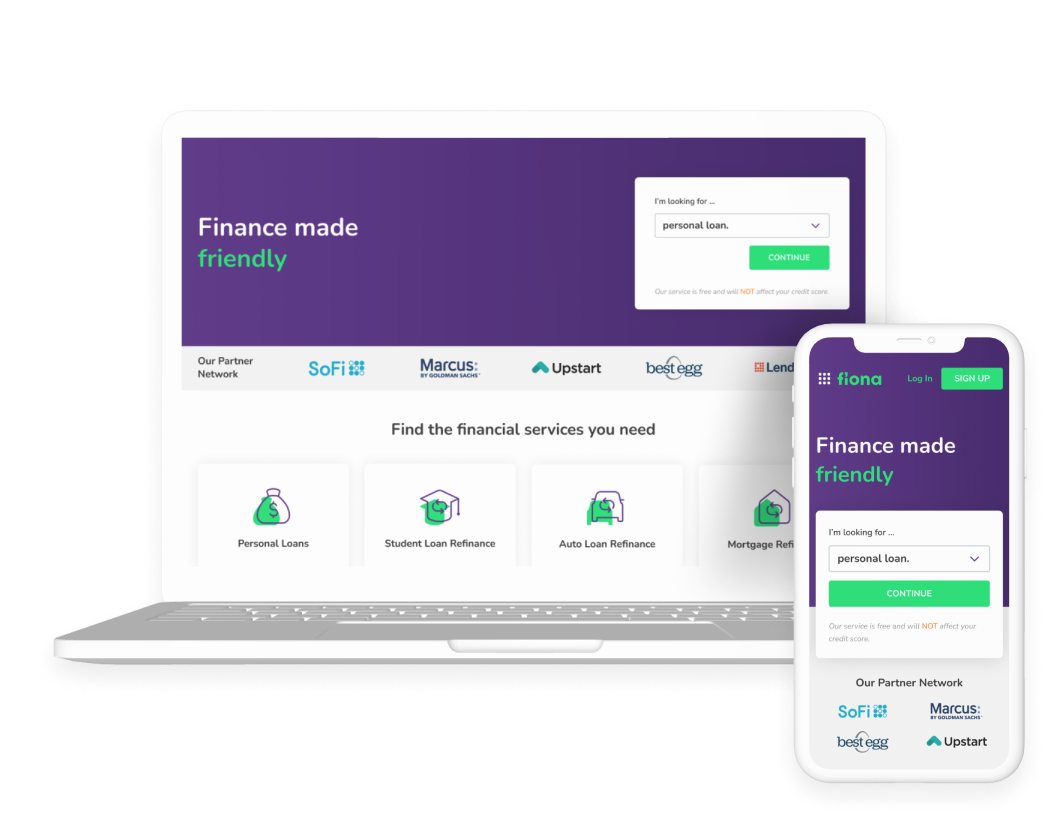 Finance made
friendly
I'm looking for ...
personal loan.
CONTINUE
Our service is free and will NOT affect your credit score.
Our Partner
Network
SoFi
Marcus:
BY GOLDMAN SACHS
Upstart
best egg
Lend
Find the financial services you need
Personal Loans
Student Loan Refinance
Auto Loan Refinance
Mortgage Refi
fiona
Log In
SIGN UP
Finance made
friendly
I'm looking for ...
personal loan.
CONTINUE
Our service is free and will NOT affect your
credit score.
Our Partner Network
SoFi
Marcus:
BY GOLDMAN SACHS
best egg
Upstart